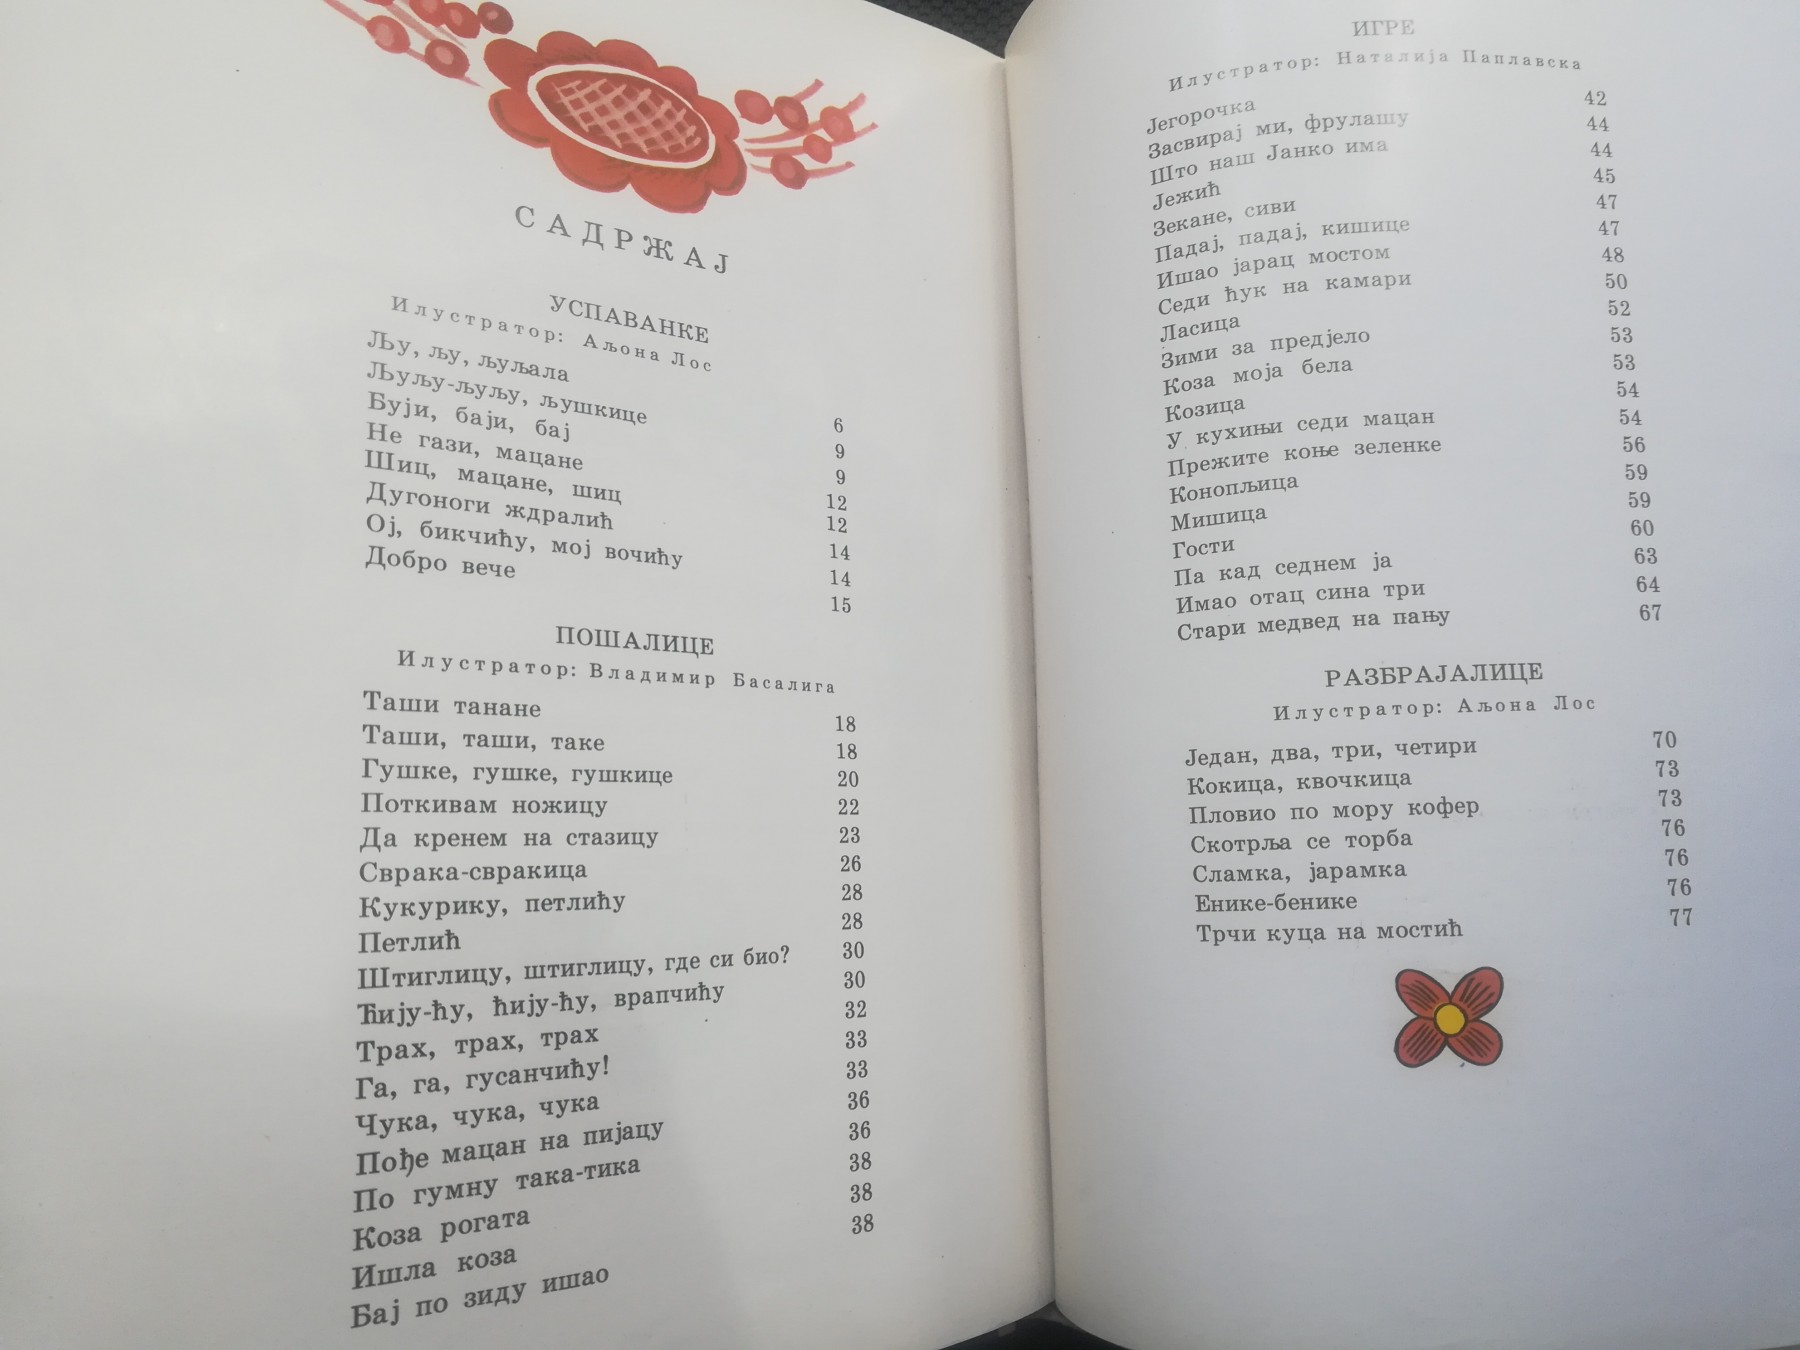 САДРЖАЈ
УСПАВАНКЕ
Илустратор: Аљона Лос
Љу, љу, љуљала 6
Љуљу-љуљу, љушкице 9
Буји, баји, бај 9
Не гази, мацане 12
Шиц, мацане, шиц 12
Дугоноги ждралић 14
Ој, бикчићу, мој вочићу 14
Добро вече 15
ПОШАЛИЦЕ
Илустратор: Владимир Басалига
Таши танане 18
Таши, таши, таке 18
Гушке, гушке, гушкице 20
Поткивам ножицу 22
Да кренем на стазицу 23
Сврака-свракица 26
Кукурику, петлићу 28
Петлић 28
Штиглицу, штиглицу, где си био? 30
Ћију-ћу, ћију-ћу, врапчићу 30
Трах, трах, трах 32
Га, га, гусанчићу! 33
Чука, чука, чука 33
Пође мацан на пијацу 36
По гумну така-тика 36
Коза рогата 38
Ишла коза 38
Бај по зиду ишао 38
ИГРЕ
Илустратор: Наталија Паплавска
Јегорочка 42
Засвирај ми, фрулашу 44
Што наш Јанко има 44
Јежић 45
Зекане, сиви 47
Падај, падај, кишице 47
Ишао јарац мостом 48
Седи ћук на камари 50
Ласица 52
Зими за предјело 53
Коза моја бела 53
Козица 54
У кухињи седи мацан 54
Прежите коње зеленке 56
Конопљица 59
Мишица 59
Гости 60
Па кад седнем ја 63
Имао отац сина три 64
Стари медвед на пању 67
РАЗБРАЈАЛИЦЕ
Илустратор: Аљона Лос
Један, два, три, четири 70
Кокица, квочкица 73
Пловио по мору кофер 73
Скотрља се торба 76
Сламка, јарамка 76
Енике-бенике 76
Трчи куца на мостић 77